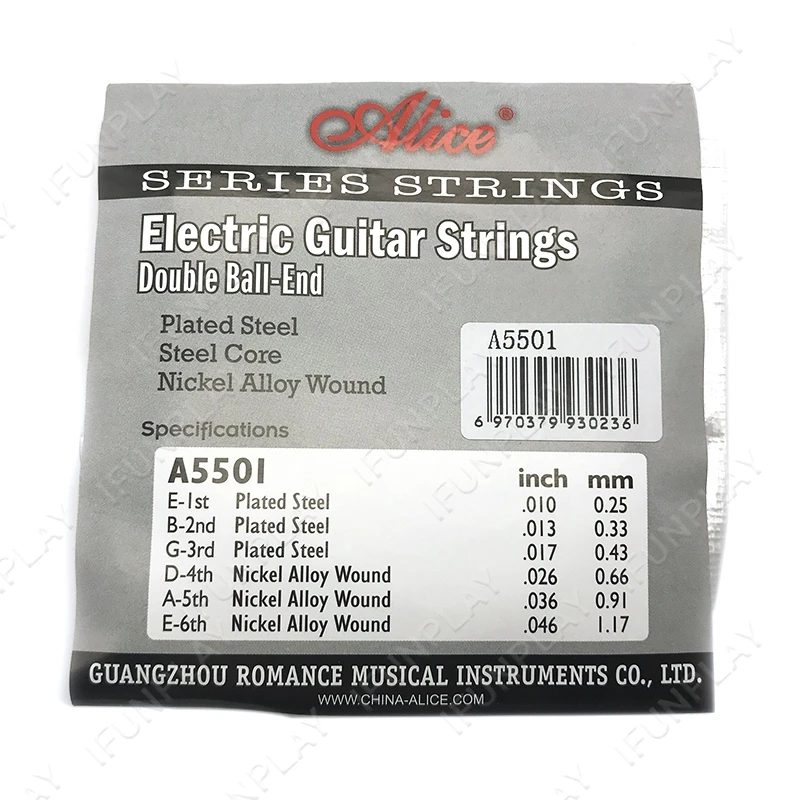 Alice®
SERIES STRINGS
Electric Guitar Strings
Double Ball-End
Plated Steel
Steel Core
Nickel Alloy Wound
A5501
6 970379 930236
Specifications
A5501 inch mm
E-1st Plated Steel .010 0.25
B-2nd Plated Steel .013 0.33
G-3rd Plated Steel .017 0.43
D-4th Nickel Alloy Wound .026 0.66
A-5th Nickel Alloy Wound .036 0.91
E-6th Nickel Alloy Wound .046 1.17
GUANGZHOU ROMANCE MUSICAL INSTRUMENTS CO., LTD.
WWW.CHINA-ALICE.COM
IFUNPLAY